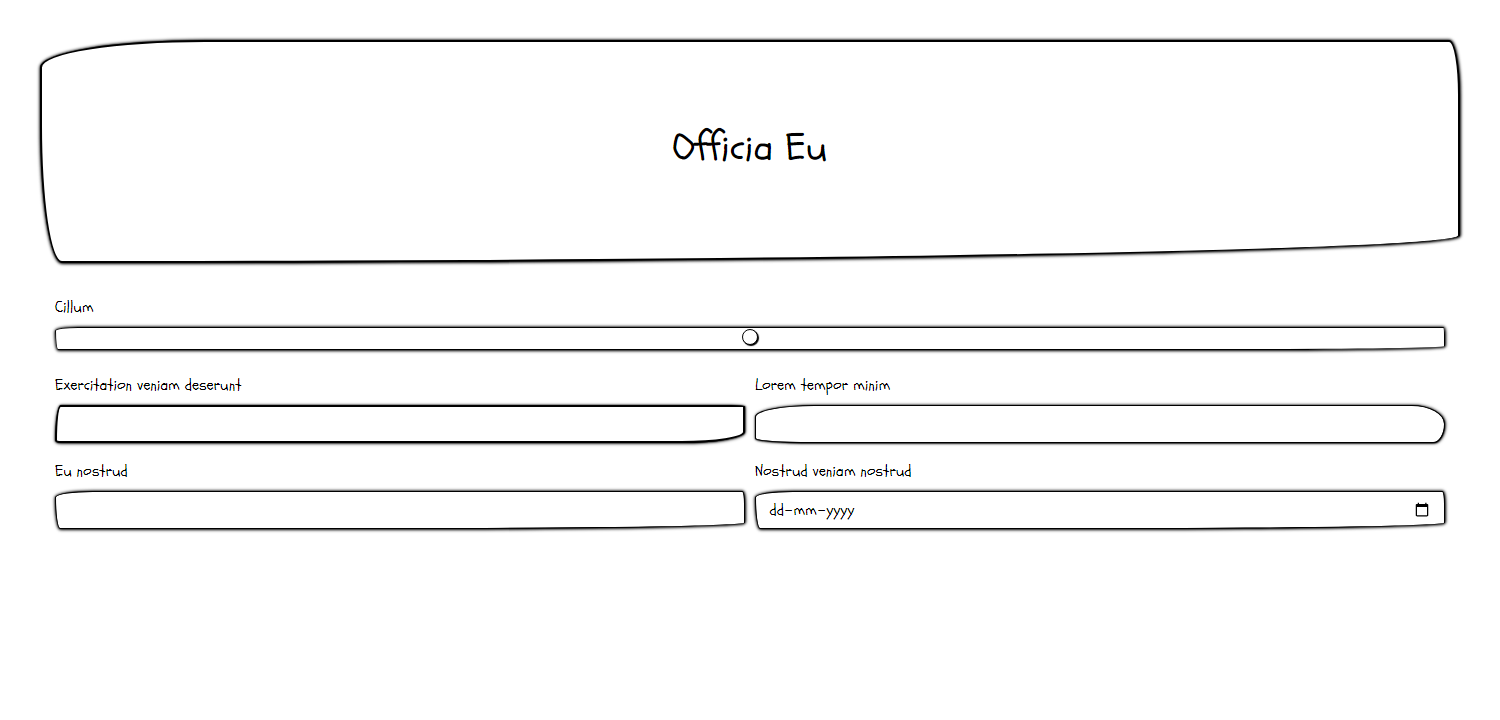 Officia Eu
Cillum
Exercitation veniam deserunt
Lorem tempor minim
Eu nostrud
Nostrud veniam nostrud
dd-mm-yyyy